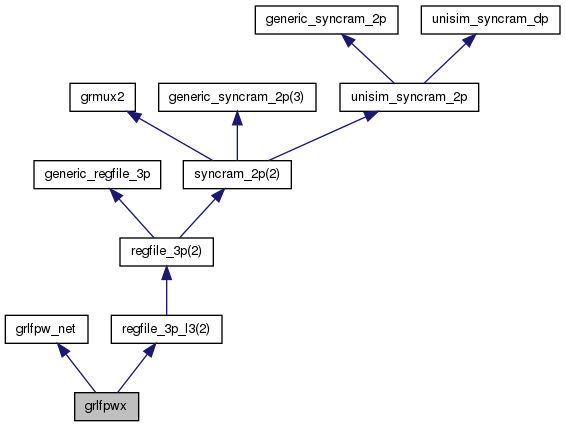 generic_syncram_2p
unisim_syncram_dp
grmux2
generic_syncram_2p(3)
unisim_syncram_2p
generic_regfile_3p
syncram_2p(2)
regfile_3p(2)
grlfpw_net
regfile_3p_l3(2)
grlfpwx